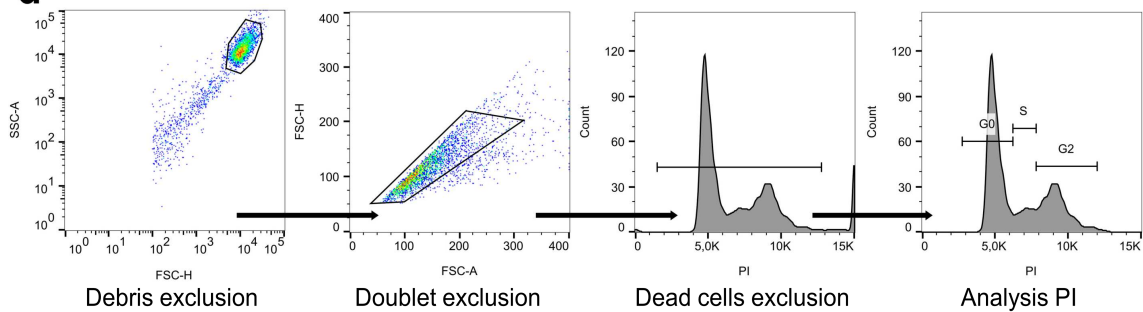 d
SSC-A
10^5
10^4
10^3
10^2
10^1
10^0
10^0 10^1 10^2 10^3 10^4 10^5
FSC-H
Debris exclusion
FSC-H
400
300
200
100
0
0 100 200 300 400
FSC-A
Doublet exclusion
Count
120
90
60
30
0
0 5,0K 10K 15K
PI
Dead cells exclusion
Count
120
90
60
30
0
G0
S
G2
0 5,0K 10K 15K
PI
Analysis PI